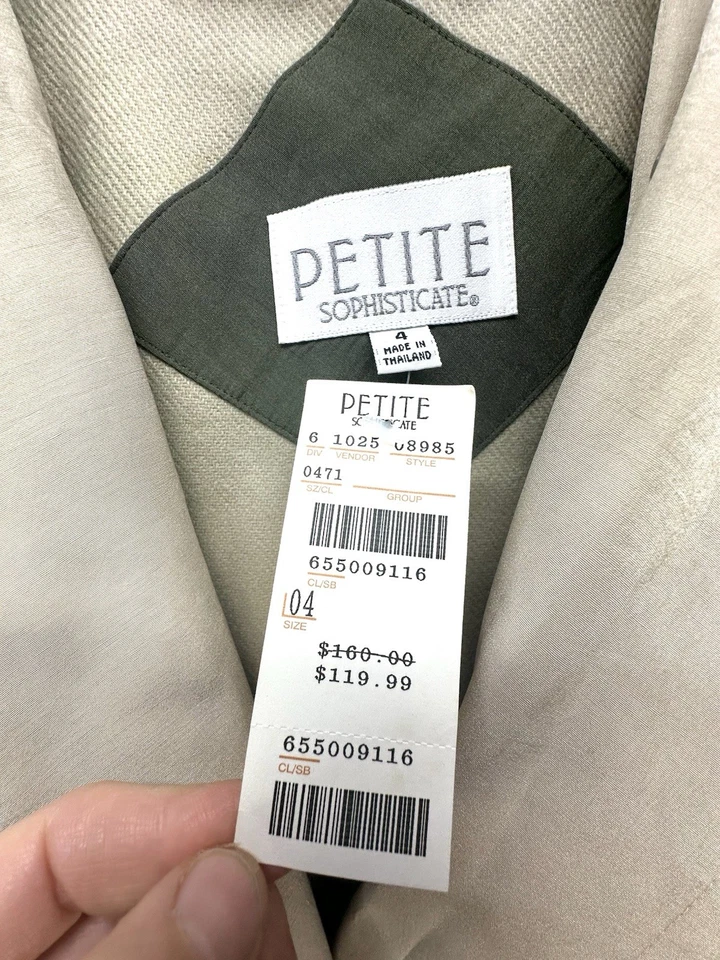 PETITE
SOPHISTICATE®
4
MADE IN
THAILAND
PETITE
6 1025 08985
DIV VENDOR STYLE
0471
SZ/CL GROUP
655009116
CL/SB
04
SIZE
$160.00
$119.99
655009116
CL/SB